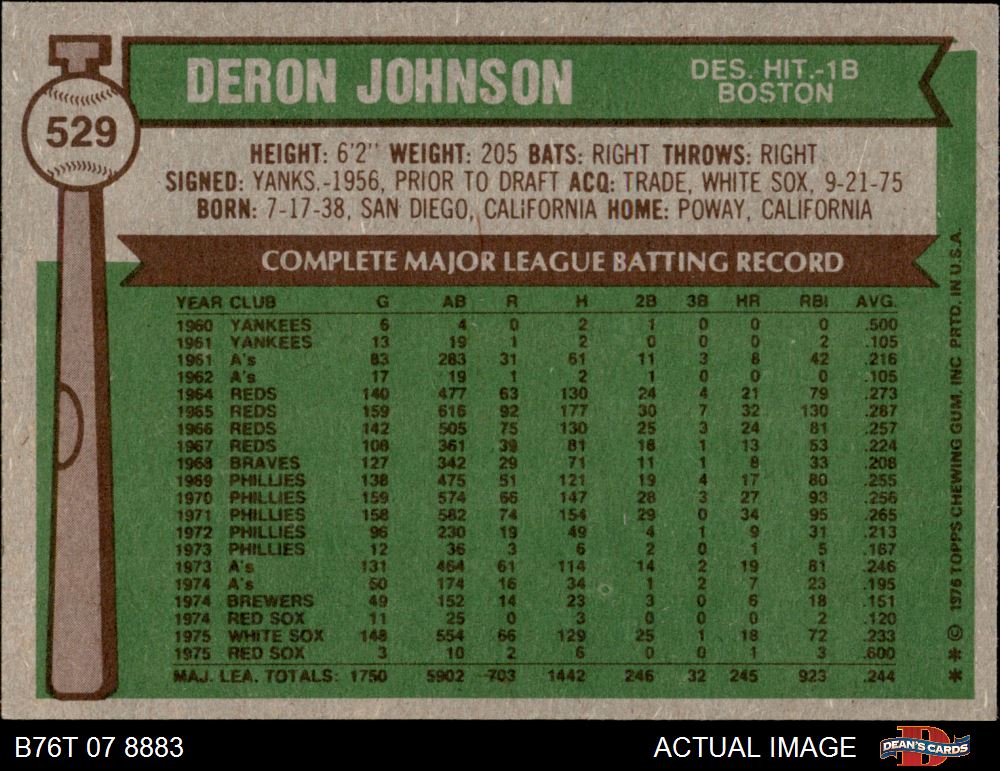 529
DERON JOHNSON
DES. HIT.-1B
BOSTON
HEIGHT: 6'2" WEIGHT: 205 BATS: RIGHT THROWS: RIGHT
SIGNED: YANKS.-1956, PRIOR TO DRAFT ACQ: TRADE, WHITE SOX, 9-21-75
BORN: 7-17-38, SAN DIEGO, CALIFORNIA HOME: POWAY, CALIFORNIA
COMPLETE MAJOR LEAGUE BATTING RECORD
YEAR CLUB G AB R H 2B 3B HR RBI AVG.
1960 YANKEES 6 4 0 2 1 0 0 0 .500
1961 YANKEES 13 19 1 2 0 0 0 2 .105
1961 A's 83 283 31 61 11 3 8 42 .216
1962 A's 17 19 1 2 1 0 0 0 .105
1964 REDS 140 477 63 130 24 4 21 79 .273
1965 REDS 159 616 92 177 30 7 32 130 .287
1966 REDS 142 505 75 130 25 3 24 81 .257
1967 REDS 108 361 39 81 18 1 13 53 .224
1968 BRAVES 127 342 29 71 11 1 8 33 .208
1969 PHILLIES 138 475 51 121 19 4 17 80 .255
1970 PHILLIES 159 574 66 147 28 3 27 93 .256
1971 PHILLIES 158 582 74 154 29 0 34 95 .265
1972 PHILLIES 96 230 19 49 4 1 9 31 .213
1973 PHILLIES 12 36 3 6 2 0 1 5 .167
1973 A's 131 464 61 114 14 2 19 81 .246
1974 A's 50 174 16 34 1 2 7 23 .195
1974 BREWERS 49 152 14 23 3 0 6 18 .151
1974 RED SOX 11 25 0 3 0 0 0 2 .120
1975 WHITE SOX 148 554 66 129 25 1 18 72 .233
1975 RED SOX 3 10 2 6 0 0 1 3 .600
MAJ. LEA. TOTALS: 1750 5902 703 1442 246 32 245 923 .244
* * © 1976 TOPPS CHEWING GUM, INC. PRTD. IN U.S.A.
B76T 07 8883
ACTUAL IMAGE
DEAN'S CARDS